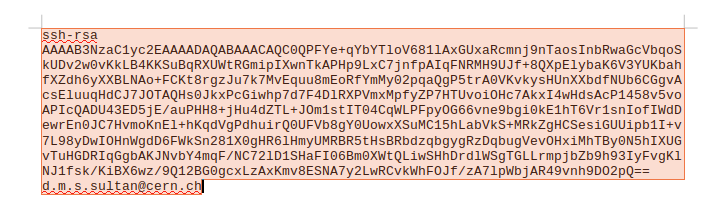 ssh-rsa
AAAAB3NzaC1yc2EAAAADAQABAAACAQC0QPFYe+qYbYTloV681lAxGUxaRcmnj9nTaosInbRwaGcVbqoS
kUDv2w0vKkLB4KKSuBqRXUWtRGmipIXwnTkAPHp9LxC7jnfpAIqFNRMH9UJf+8QXpElybaK6V3YUKbah
fXZdh6yXXBLNAo+FCKt8rgzJu7k7MvEquu8mEoRfYmMy02pqaQgP5trA0VKvkysHUnXXbdfNUb6CGgvA
csEluuqHdCJ7JOTAQHs0JkxPcGiwhp7d7F4DlRXPVmxMpfyZP7HTUvoiOHc7AkxI4wHdsAcP1458v5vo
APICQADU43ED5jE/auPHH8+jHu4dZTL+JOm1stIT04CqWLPFpyOG66vne9bgi0kE1hT6Vr1snIofIWdD
ewrEn0JC7HvmoKnEl+hKqdVgPdhuirQ0UFVb8gY0UowxXSuMC15hLabVkS+MRkZgHCSesiGUUipb1I+v
7L98yDwIOHnWgdD6FWkSn281X0gHR6lHmyUMRBR5tHsBRbdzqbgygRzDqbugVevOHxiMhTBy0N5hIXUG
vTuHGDRIqGgbAKJNvbY4mqF/NC72lD1SHaFI06Bm0XWtQLiwSHhDrdlWSgTGLLrmpjbZb9h93IyFvgKl
NJ1fsk/KiBX6wz/9Q12BG0gcxLzAxKmv8ESNA7y2LwRCvkWhFOJf/zA7lpWbjAR49vnh9DO2pQ==
d.m.s.sultan@cern.ch